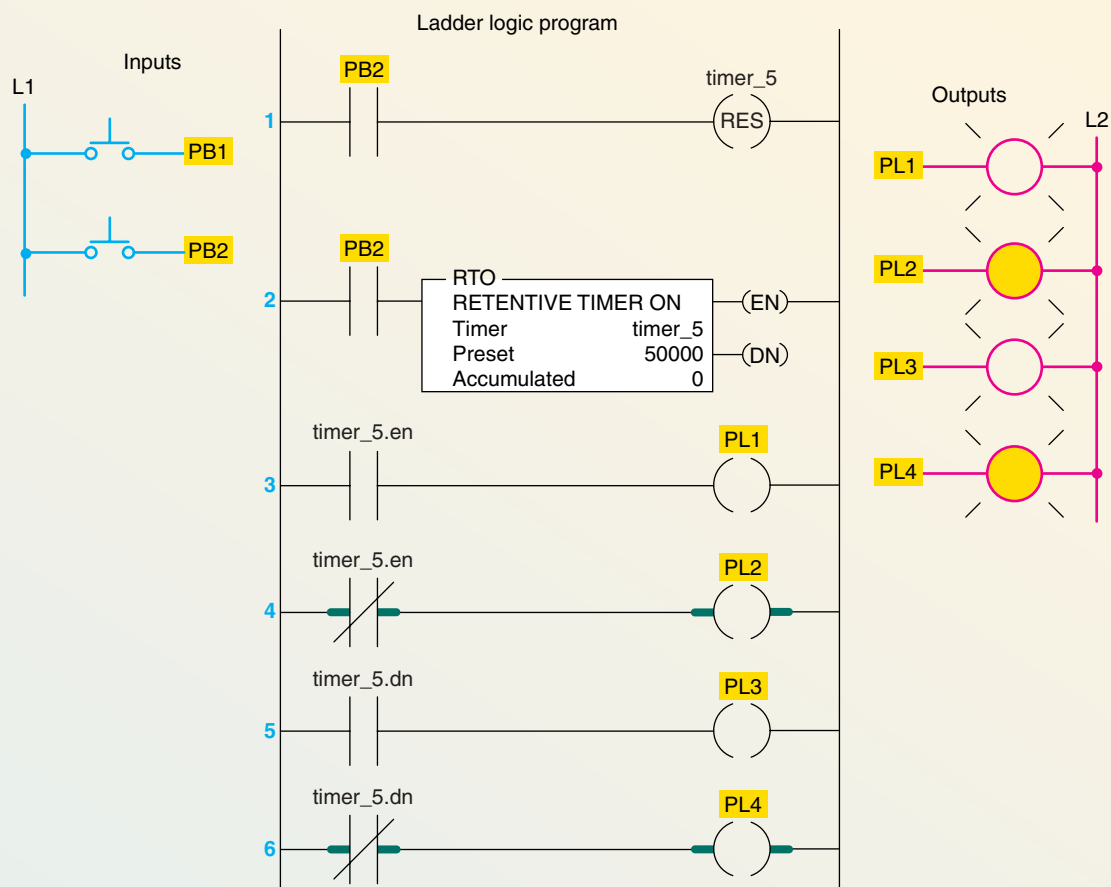 Ladder logic program
Inputs
L1
PB1
PB2
1
PB2
timer_5
RES
2
PB2
RTO
RETENTIVE TIMER ON
Timer timer_5
Preset 50000
Accumulated 0
EN
DN
3
timer_5.en
PL1
4
timer_5.en
PL2
5
timer_5.dn
PL3
6
timer_5.dn
PL4
Outputs
L2
PL1
PL2
PL3
PL4